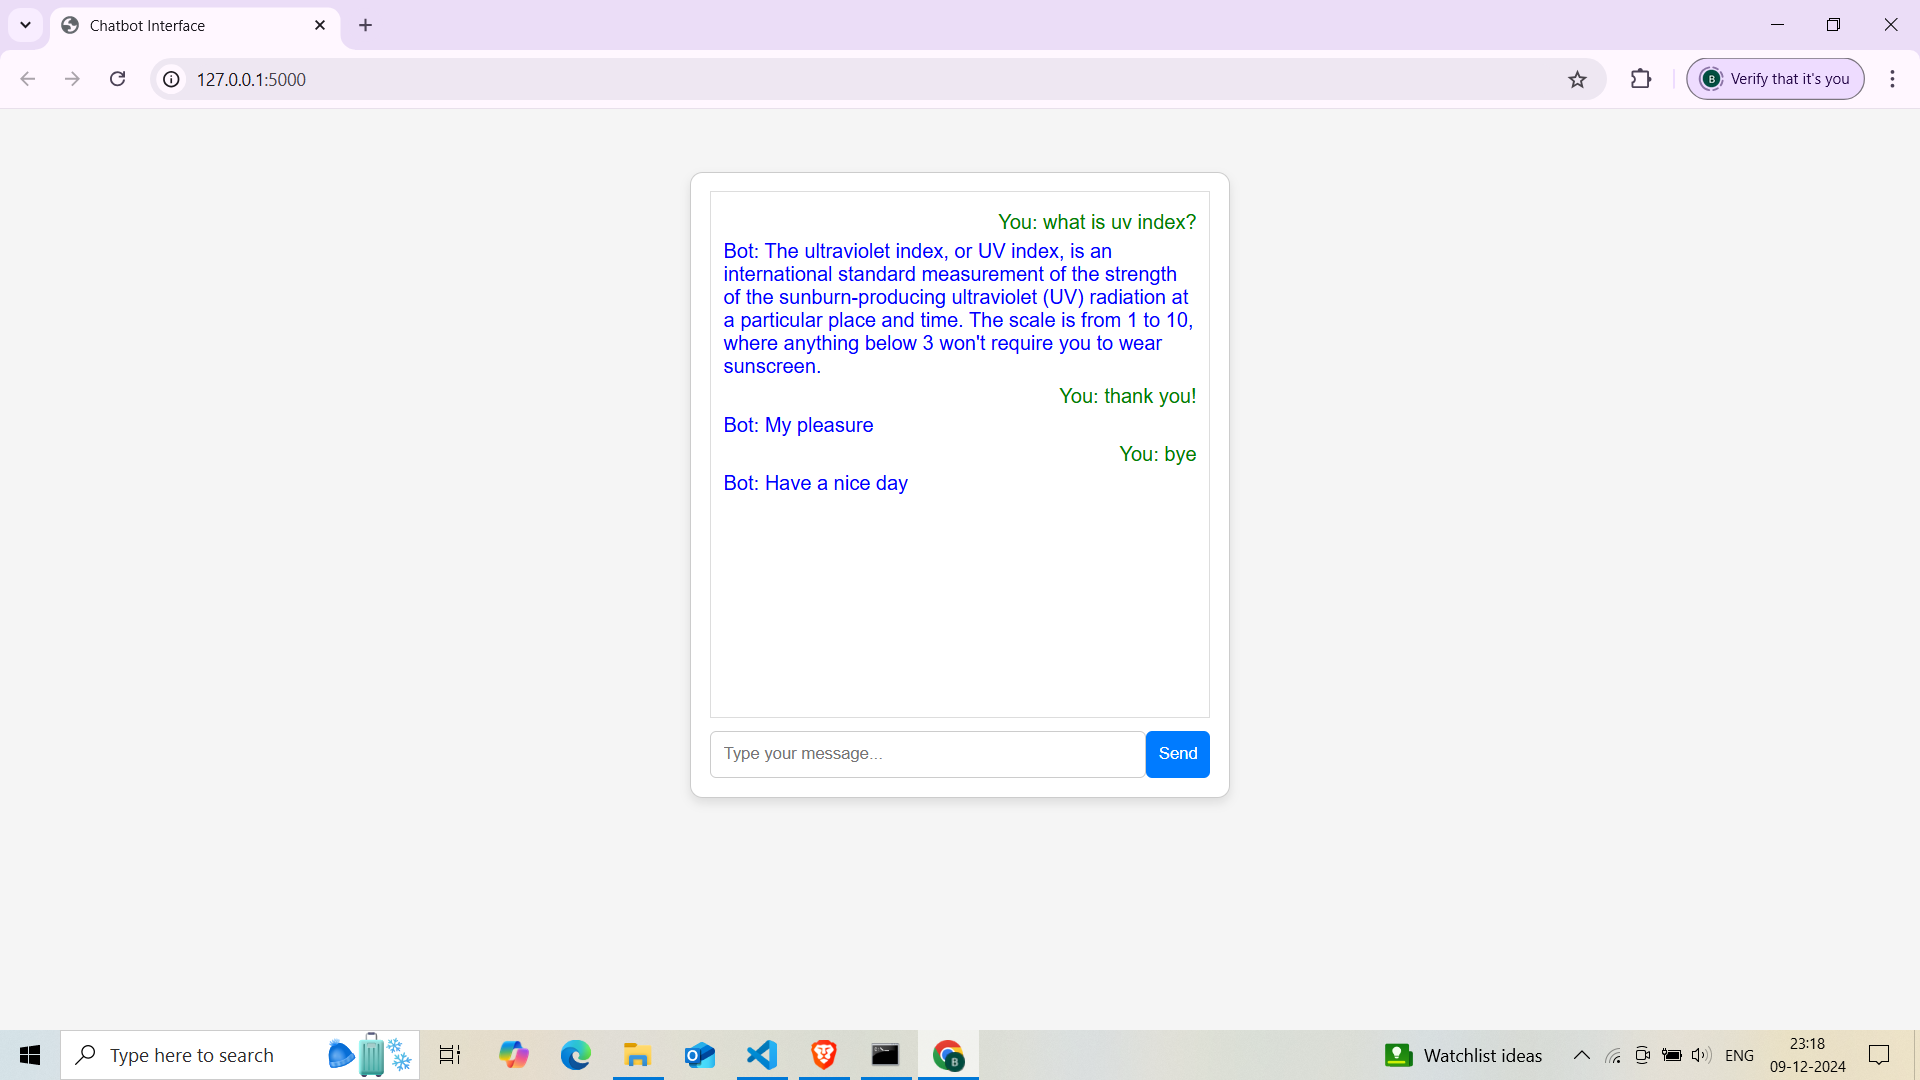 Chatbot Interface
127.0.0.1:5000
B
Verify that it's you
You: what is uv index?
Bot: The ultraviolet index, or UV index, is an
international standard measurement of the strength
of the sunburn-producing ultraviolet (UV) radiation at
a particular place and time. The scale is from 1 to 10,
where anything below 3 won't require you to wear
sunscreen.
You: thank you!
Bot: My pleasure
You: bye
Bot: Have a nice day
Type your message...
Send
Type here to search
B
Watchlist ideas
ENG
23:18
09-12-2024